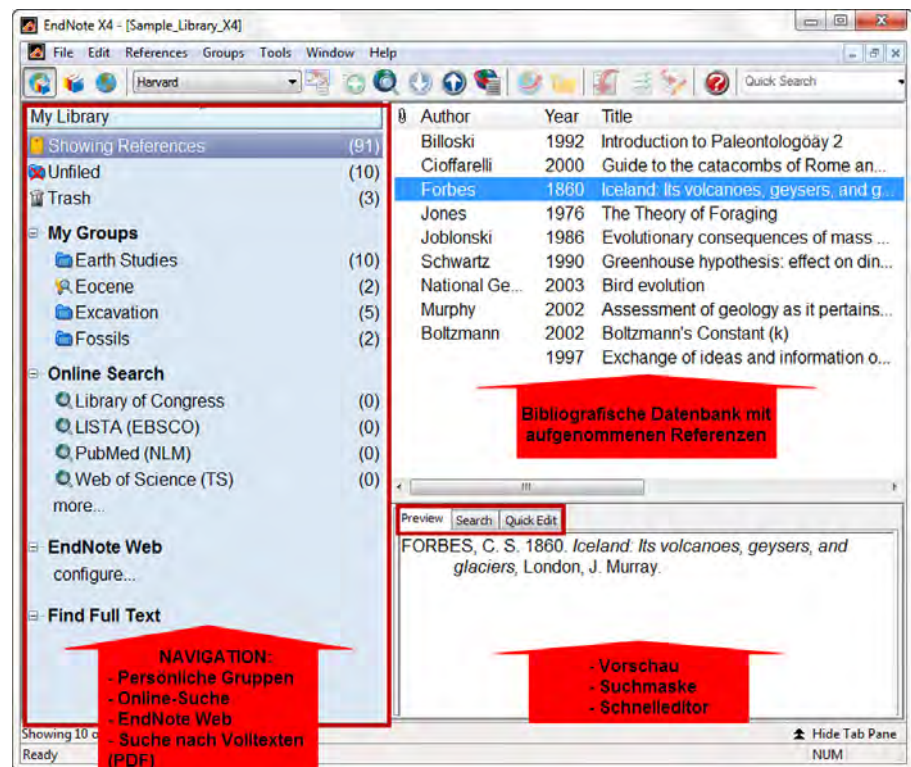 EndNote X4 - [Sample_Library_X4]
File Edit References Groups Tools Window Help
Harvard Quick Search
My Library
Showing References (91)
Unfiled (10)
Trash (3)
My Groups
Earth Studies (10)
Eocene (2)
Excavation (5)
Fossils (2)
Online Search
Library of Congress (0)
LISTA (EBSCO) (0)
PubMed (NLM) (0)
Web of Science (TS) (0)
more...
EndNote Web
configure...
Find Full Text
NAVIGATION:
- Persönliche Gruppen
- Online-Suche
- EndNote Web
- Suche nach Volltexten
(PDF)
Author Year Title
Billoski 1992 Introduction to Paleontologöäy 2
Cioffarelli 2000 Guide to the catacombs of Rome an...
Forbes 1860 Iceland: Its volcanoes, geysers, and g...
Jones 1976 The Theory of Foraging
Joblonski 1986 Evolutionary consequences of mass ...
Schwartz 1990 Greenhouse hypothesis: effect on din...
National Ge... 2003 Bird evolution
Murphy 2002 Assessment of geology as it pertains...
Boltzmann 2002 Boltzmann's Constant (k)
1997 Exchange of ideas and information o...
Bibliografische Datenbank mit
aufgenommenen Referenzen
Preview Search Quick Edit
FORBES, C. S. 1860. Iceland: Its volcanoes, geysers, and
glaciers, London, J. Murray.
- Vorschau
- Suchmaske
- Schnelleditor
Showing 10 o
Hide Tab Pane
Ready NUM